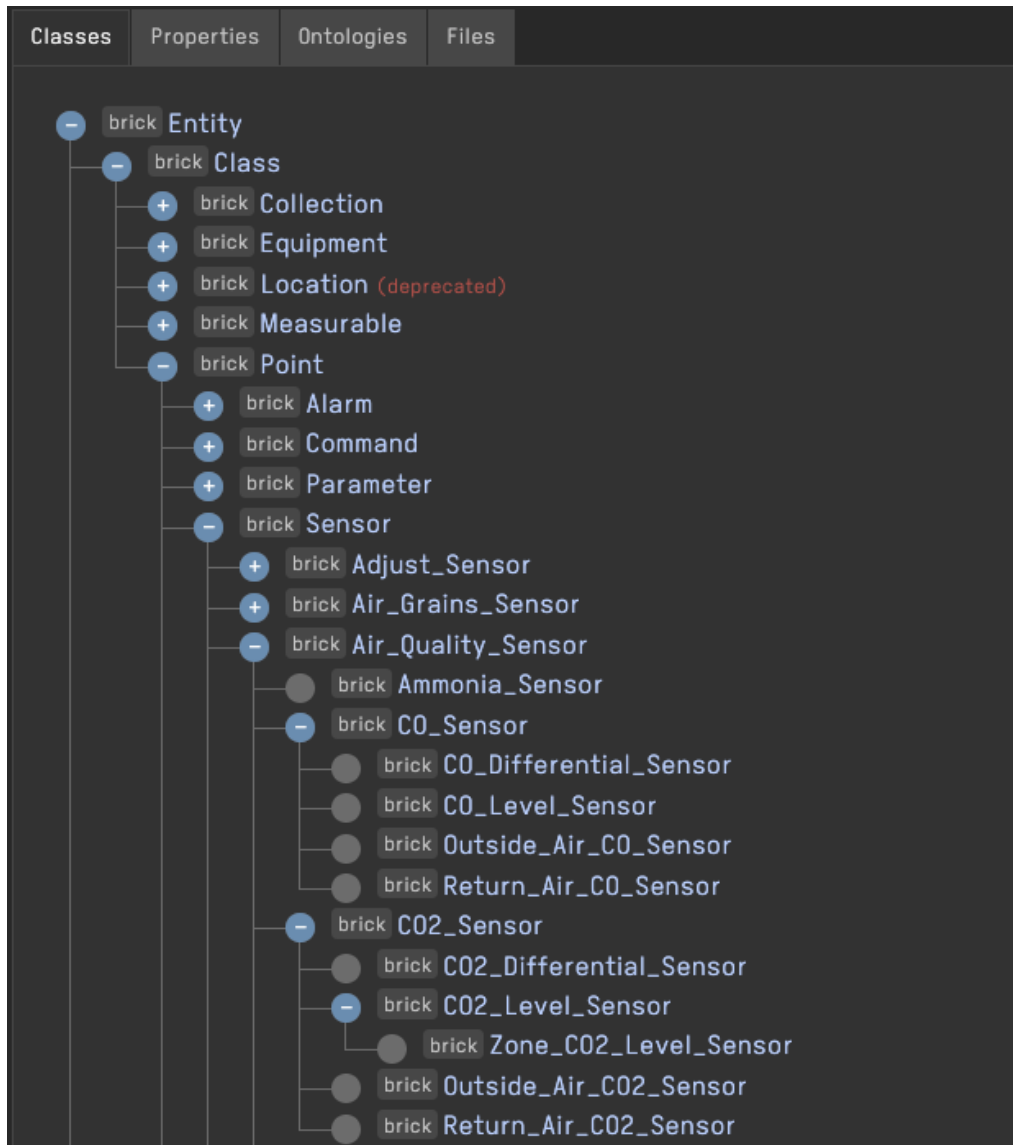 Classes Properties Ontologies Files
brick Entity
brick Class
brick Collection
brick Equipment
brick Location (deprecated)
brick Measurable
brick Point
brick Alarm
brick Command
brick Parameter
brick Sensor
brick Adjust_Sensor
brick Air_Grains_Sensor
brick Air_Quality_Sensor
brick Ammonia_Sensor
brick CO_Sensor
brick CO_Differential_Sensor
brick CO_Level_Sensor
brick Outside_Air_CO_Sensor
brick Return_Air_CO_Sensor
brick CO2_Sensor
brick CO2_Differential_Sensor
brick CO2_Level_Sensor
brick Zone_CO2_Level_Sensor
brick Outside_Air_CO2_Sensor
brick Return_Air_CO2_Sensor